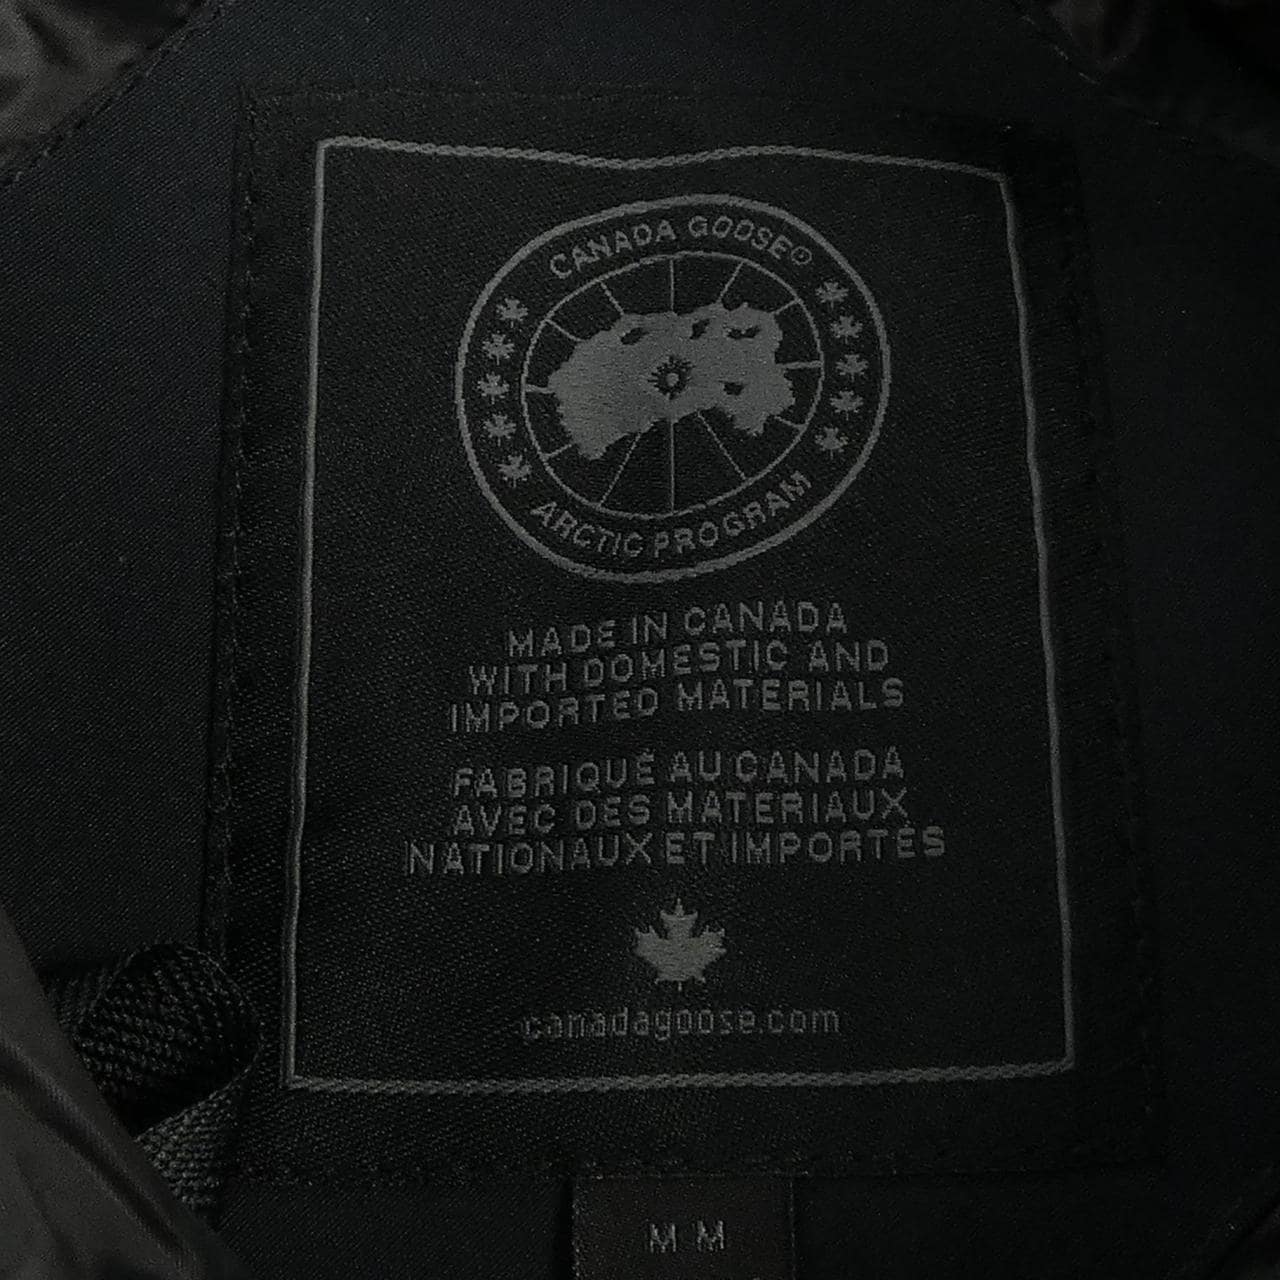 CANADA GOOSE®
ARCTIC PROGRAM
MADE IN CANADA
WITH DOMESTIC AND
IMPORTED MATERIALS
FABRIQUÉ AU CANADA
AVEC DES MATERIAUX
NATIONAUX ET IMPORTÉS
canadagoose.com
M M